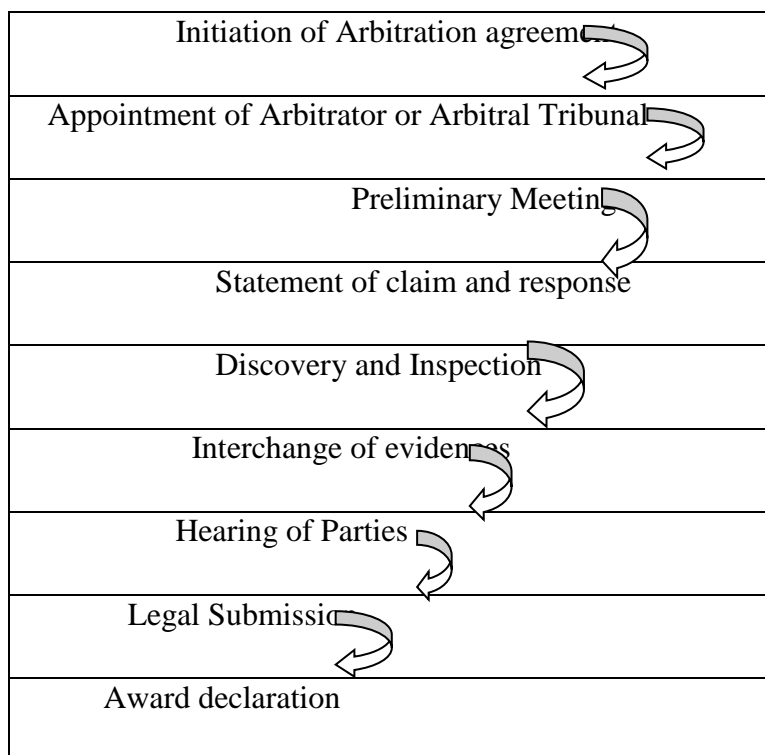 Initiation of Arbitration agreement
Appointment of Arbitrator or Arbitral Tribunal
Preliminary Meeting
Statement of claim and response
Discovery and Inspection
Interchange of evidences
Hearing of Parties
Legal Submission
Award declaration